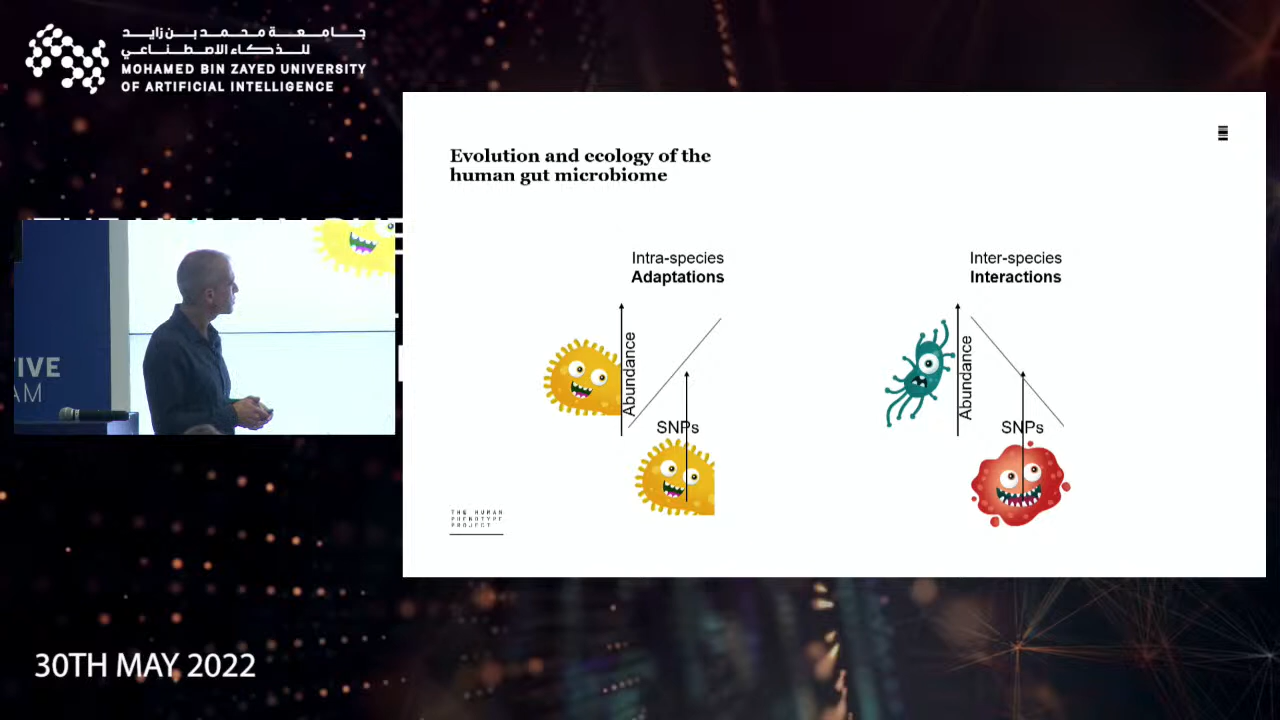 جامعة محمد بن زايد
للذكاء الاصطناعي
MOHAMED BIN ZAYED UNIVERSITY
OF ARTIFICIAL INTELLIGENCE
Evolution and ecology of the
human gut microbiome
Intra-species
Adaptations
Abundance
SNPs
Inter-species
Interactions
Abundance
SNPs
THE HUMAN
PHENOTYPE
PROJECT
IVE
AM
30TH MAY 2022